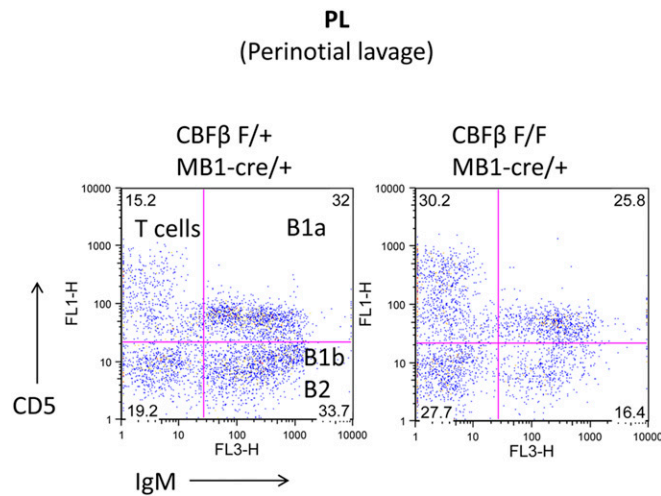 PL
(Perinotial lavage)
CBFβ F/+
MB1-cre/+
CBFβ F/F
MB1-cre/+
10000
1000
100
10
1
FL1-H
15.2
32
T cells
B1a
B1b
B2
19.2
33.7
1
10
100
1000
10000
FL3-H
10000
1000
100
10
1
FL1-H
30.2
25.8
27.7
16.4
1
10
100
1000
10000
FL3-H
CD5
IgM